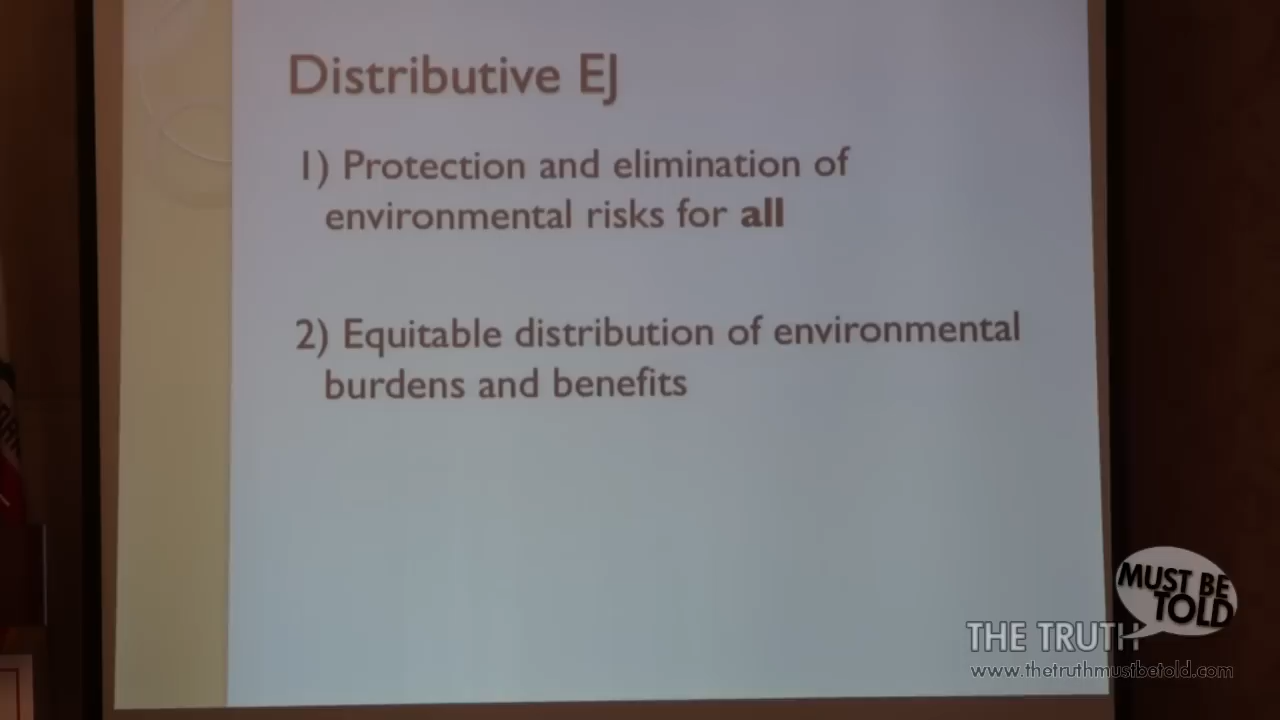 Distributive EJ
1) Protection and elimination of
environmental risks for all
2) Equitable distribution of environmental
burdens and benefits
MUST BE
TOLD
THE TRUTH
www.thetruthmustbetold.com